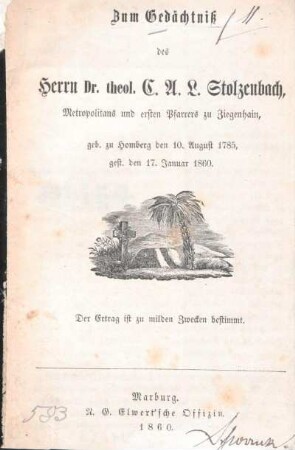 Zum Gedächtniß
des
Herrn Dr. theol. C. A. L. Stolzenbach,
Metropolitans und ersten Pfarrers zu Ziegenhain,
geb. zu Homberg den 10. August 1785,
gest. den 17. Januar 1860.
Der Ertrag ist zu milden Zwecken bestimmt.
Marburg.
N. G. Elwert'sche Offizin.
1860.
593